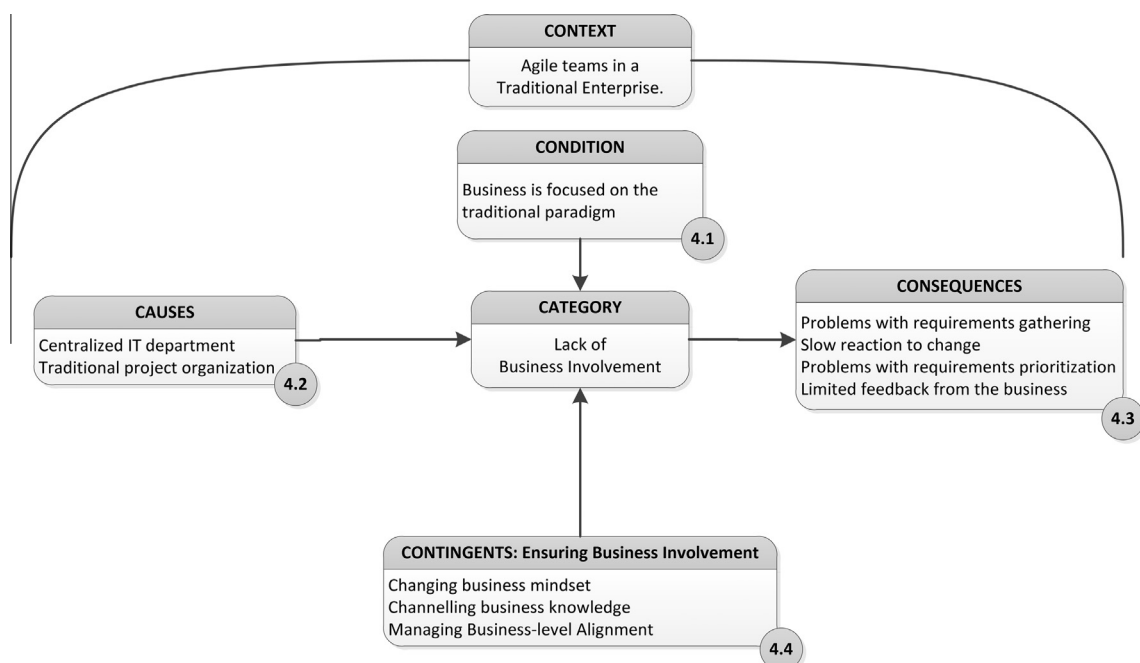 CONTEXT
Agile teams in a
Traditional Enterprise.
CONDITION
Business is focused on the
traditional paradigm
4.1
CAUSES
Centralized IT department
Traditional project organization
4.2
CATEGORY
Lack of
Business Involvement
CONSEQUENCES
Problems with requirements gathering
Slow reaction to change
Problems with requirements prioritization
Limited feedback from the business
4.3
CONTINGENTS: Ensuring Business Involvement
Changing business mindset
Channelling business knowledge
Managing Business-level Alignment
4.4